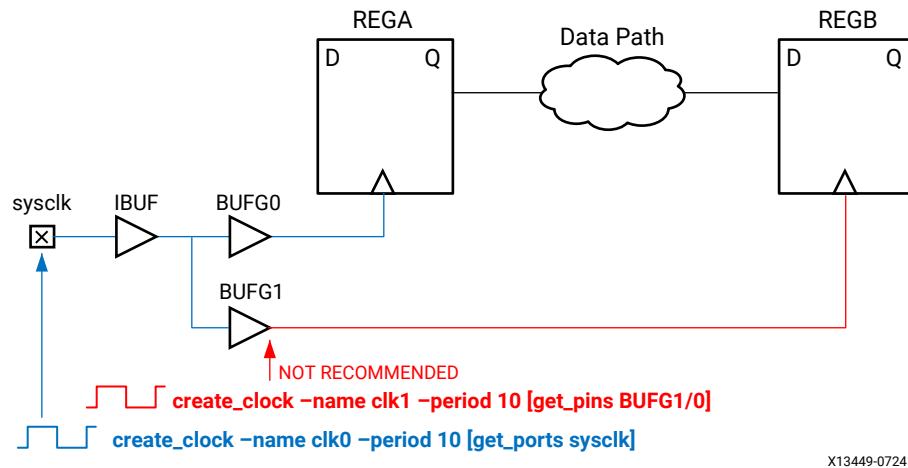 REGA
REGB
Data Path
D
Q
D
Q
sysclk
IBUF
BUFG0
BUFG1
NOT RECOMMENDED
create_clock –name clk1 –period 10 [get_pins BUFG1/0]
create_clock –name clk0 –period 10 [get_ports sysclk]
X13449-0724